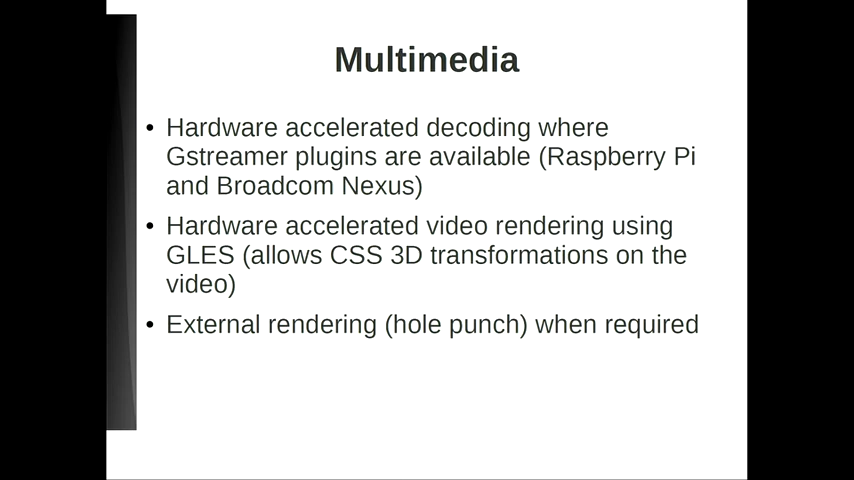 Multimedia
• Hardware accelerated decoding where
Gstreamer plugins are available (Raspberry Pi
and Broadcom Nexus)
• Hardware accelerated video rendering using
GLES (allows CSS 3D transformations on the
video)
• External rendering (hole punch) when required